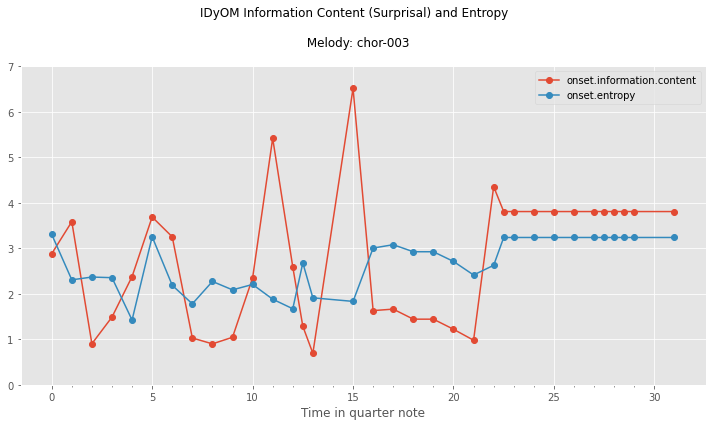 IDyOM Information Content (Surprisal) and Entropy
Melody: chor-003
7
6
5
4
3
2
1
0
onset.information.content
onset.entropy
0 5 10 15 20 25 30
Time in quarter note